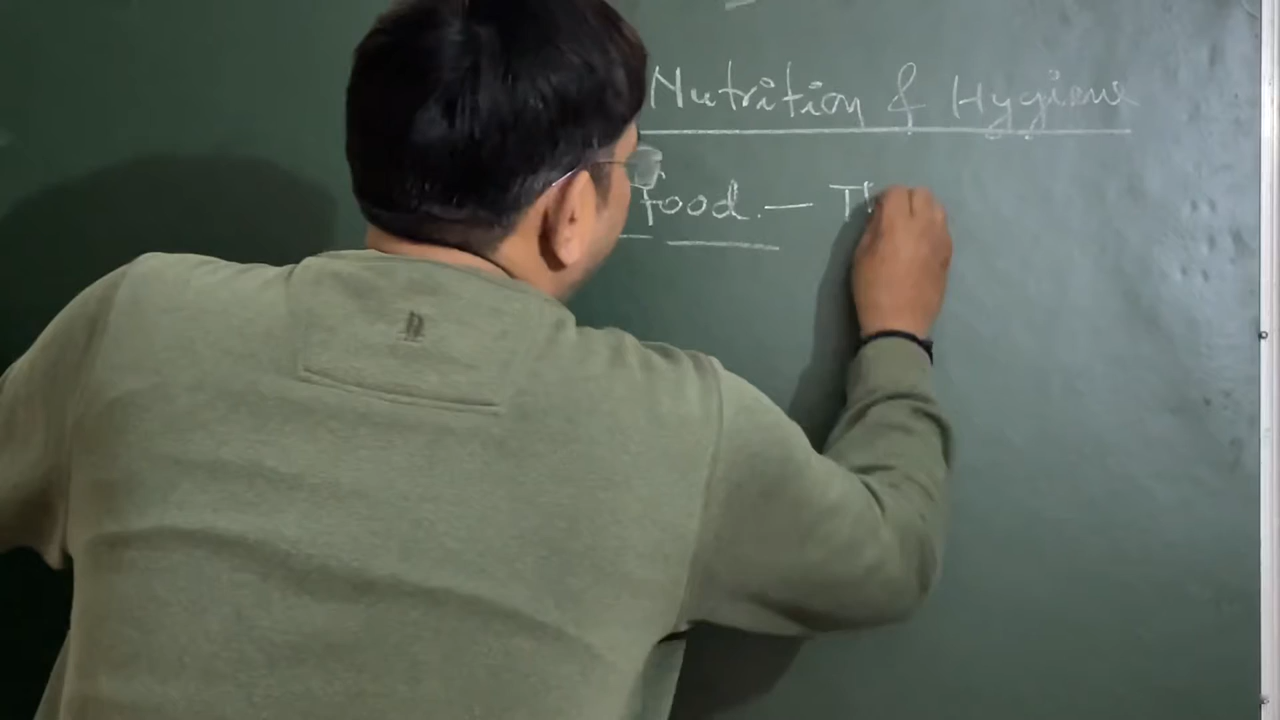 Nutrition & Hygiene
food. — Th